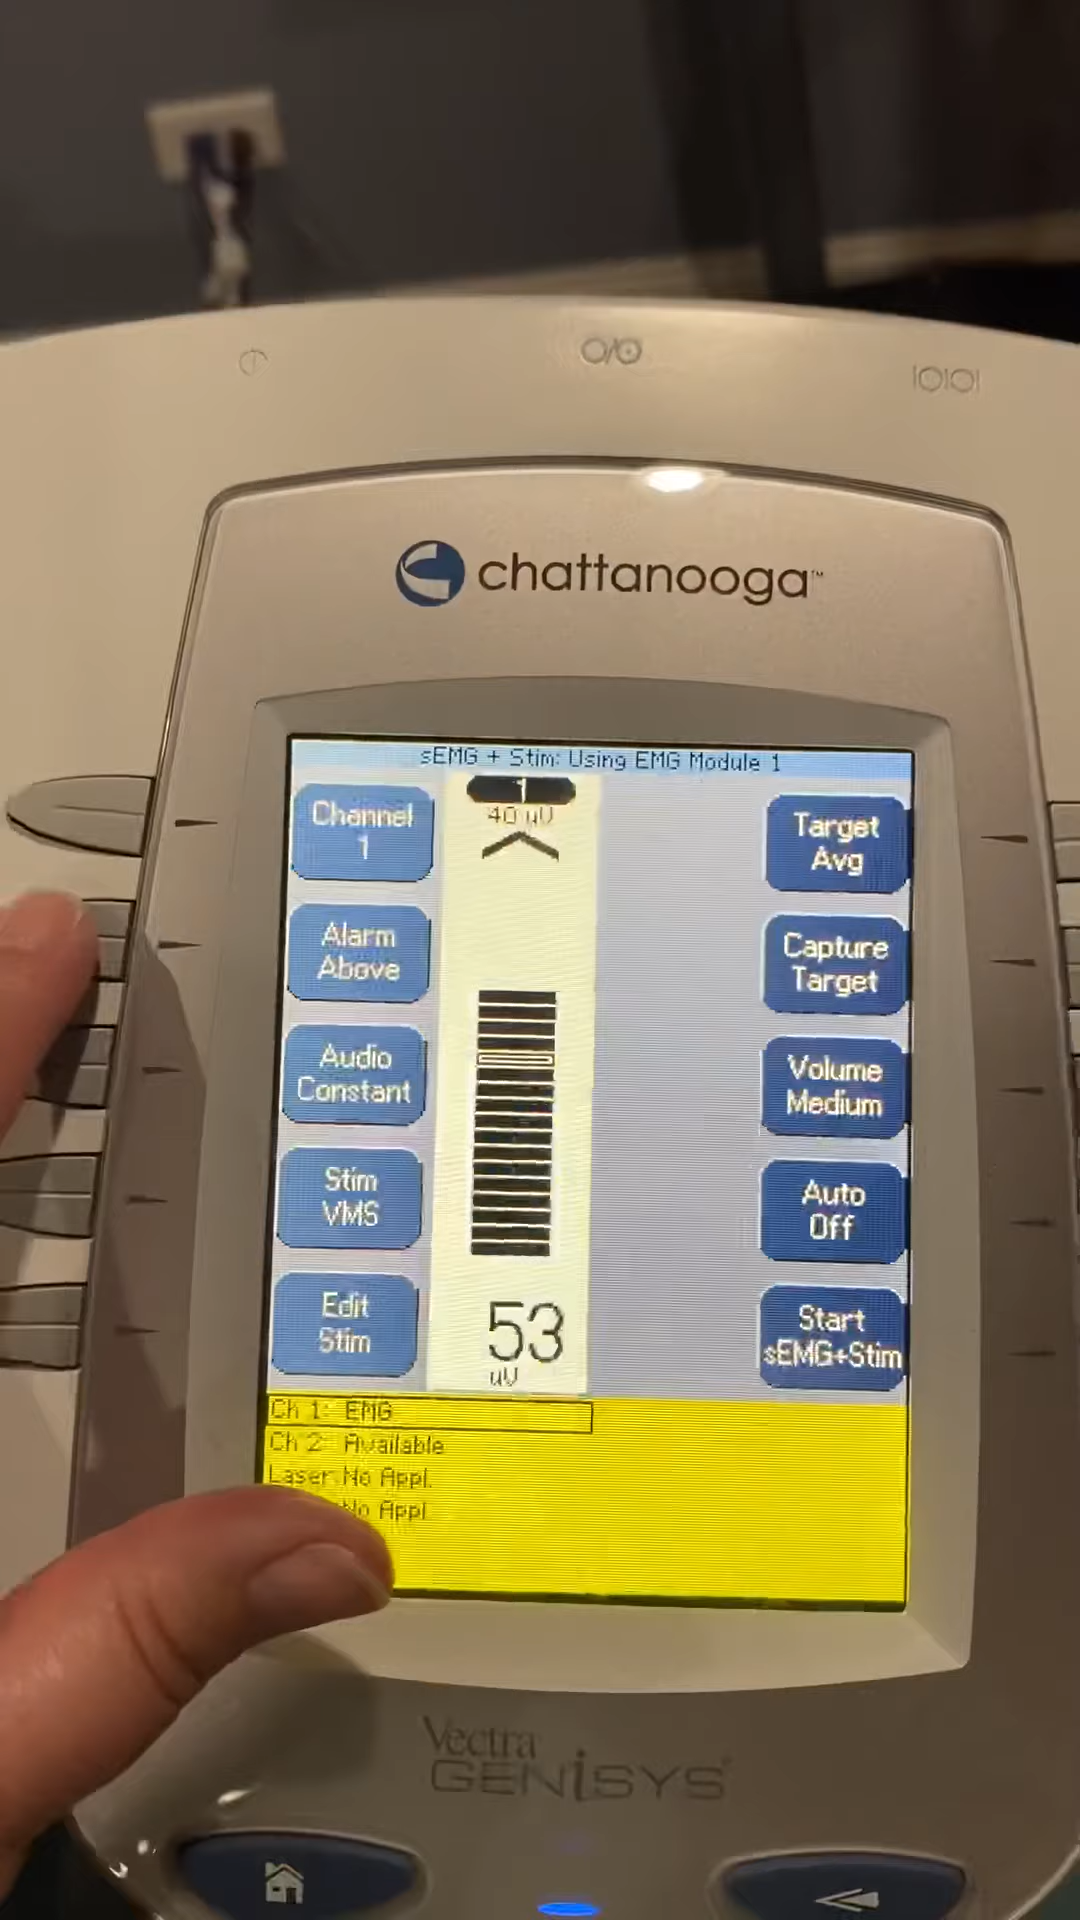 chattanooga™
sEMG + Stim: Using EMG Module 1
Channel
1
1
40 uV
Target
Avg
Alarm
Above
Capture
Target
Audio
Constant
Volume
Medium
Stim
VMS
Auto
Off
Edit
Stim
53
uV
Start
sEMG+Stim
Ch 1: EMG
Ch 2: Available
Laser: No Appl.
No Appl
Vectra
GENiSYS